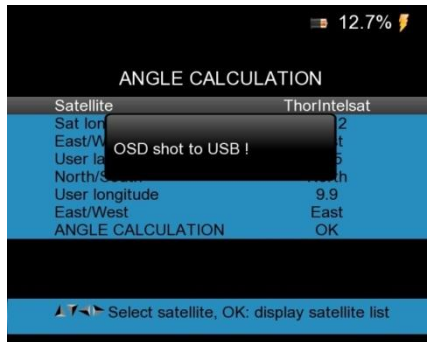 12.7%
ANGLE CALCULATION
Satellite ThorIntelsat
Sat lon 2
East/W t
OSD shot to USB !
User la 5
North/S th
User longitude 9.9
East/West East
ANGLE CALCULATION OK
Select satellite, OK: display satellite list